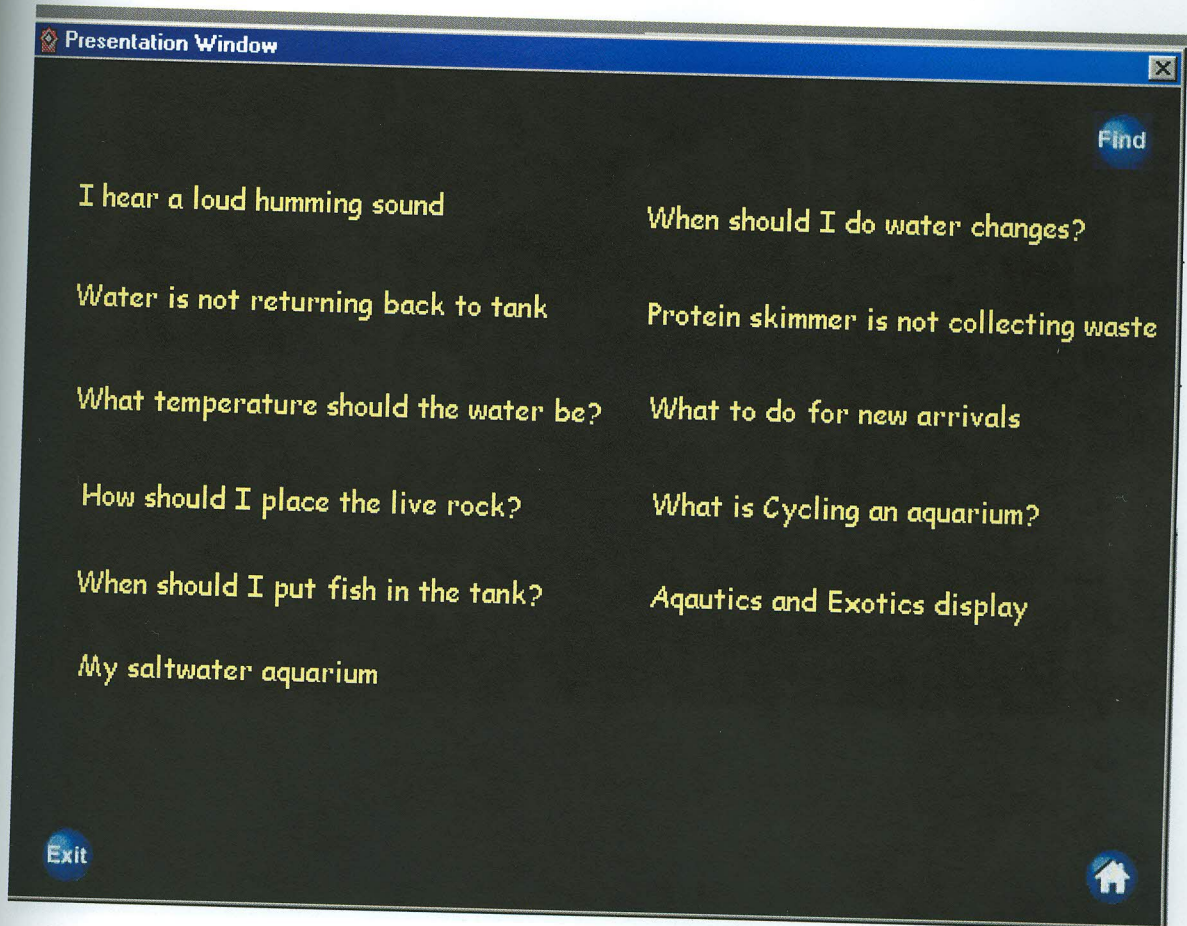 Presentation Window
Find
I hear a loud humming sound
Water is not returning back to tank
What temperature should the water be?
How should I place the live rock?
When should I put fish in the tank?
My saltwater aquarium
When should I do water changes?
Protein skimmer is not collecting waste
What to do for new arrivals
What is Cycling an aquarium?
Aqautics and Exotics display
Exit